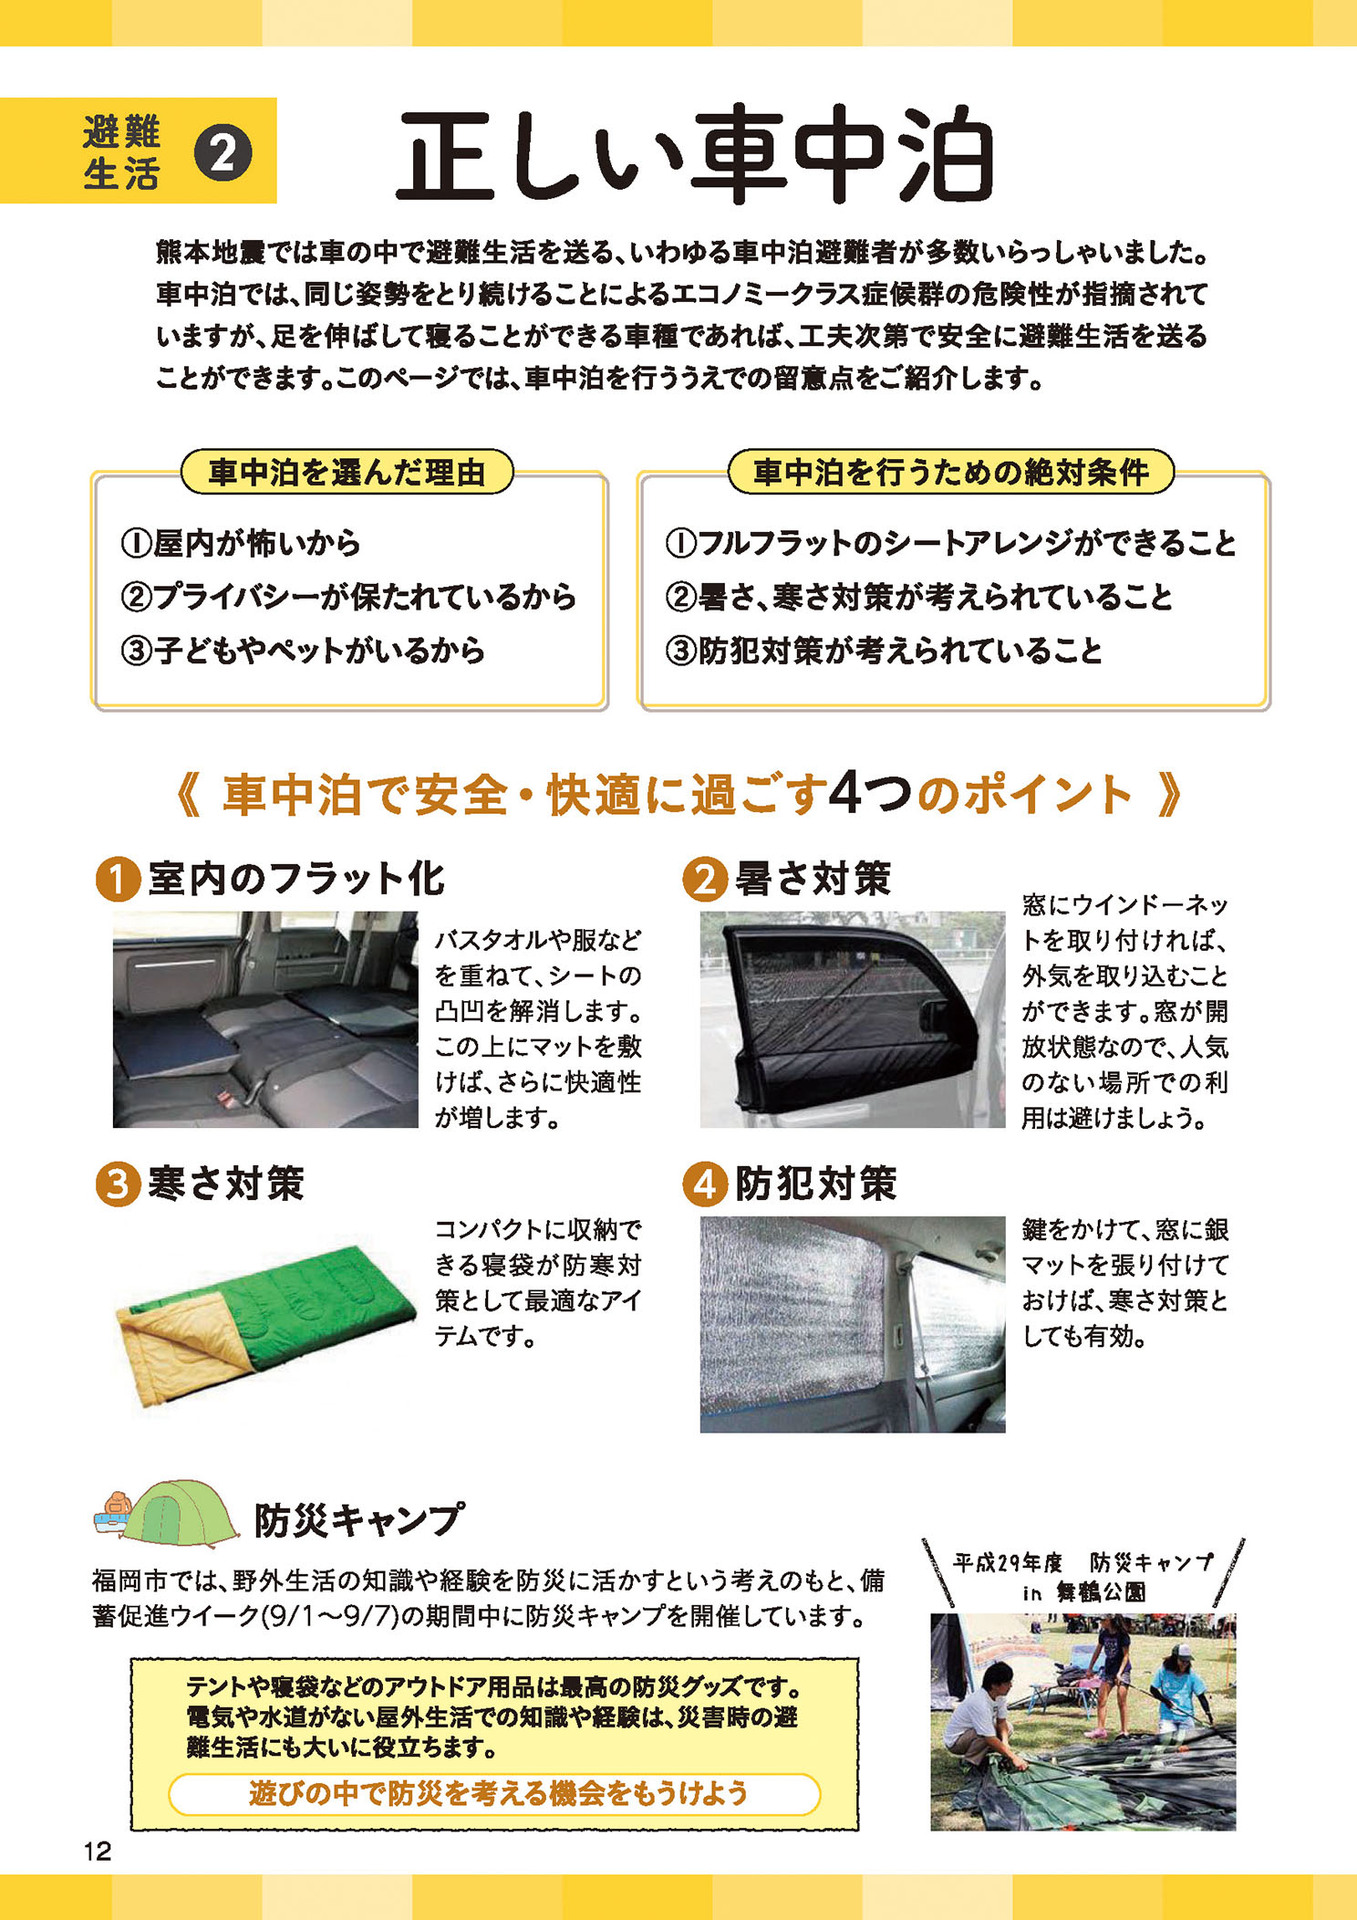 避難
生活
2
正しい車中泊
熊本地震では車の中で避難生活を送る、いわゆる車中泊避難者が多数いらっしゃいました。
車中泊では、同じ姿勢をとり続けることによるエコノミークラス症候群の危険性が指摘されて
いますが、足を伸ばして寝ることができる車種であれば、工夫次第で安全に避難生活を送る
ことができます。このページでは、車中泊を行ううえでの留意点をご紹介します。
車中泊を選んだ理由
①屋内が怖いから
②プライバシーが保たれているから
③子どもやペットがいるから
車中泊を行うための絶対条件
①フルフラットのシートアレンジができること
②暑さ、寒さ対策が考えられていること
③防犯対策が考えられていること
《 車中泊で安全・快適に過ごす4つのポイント 》
1 室内のフラット化
バスタオルや服など
を重ねて、シートの
凸凹を解消します。
この上にマットを敷
けば、さらに快適性
が増します。
2 暑さ対策
窓にウインドーネッ
トを取り付ければ、
外気を取り込むこと
ができます。窓が開
放状態なので、人気
のない場所での利
用は避けましょう。
3 寒さ対策
コンパクトに収納で
きる寝袋が防寒対
策として最適なアイ
テムです。
4 防犯対策
鍵をかけて、窓に銀
マットを張り付けて
おけば、寒さ対策と
しても有効。
防災キャンプ
福岡市では、野外生活の知識や経験を防災に活かすという考えのもと、備
蓄促進ウイーク(9/1〜9/7)の期間中に防災キャンプを開催しています。
テントや寝袋などのアウトドア用品は最高の防災グッズです。
電気や水道がない屋外生活での知識や経験は、災害時の避
難生活にも大いに役立ちます。
遊びの中で防災を考える機会をもうけよう
平成29年度 防災キャンプ
in 舞鶴公園
12